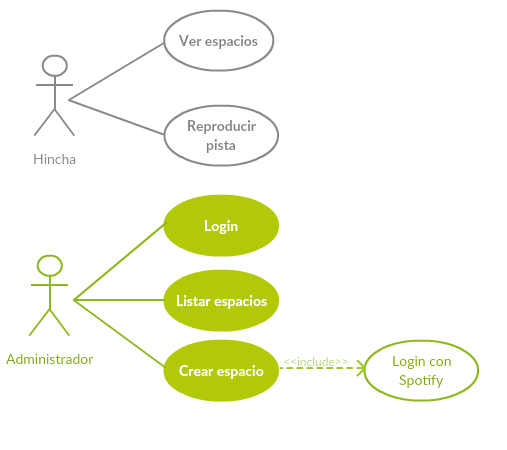 Ver espacios
Reproducir
pista
Hincha
Login
Listar espacios
Administrador
Crear espacio
<<include>>
Login con
Spotify